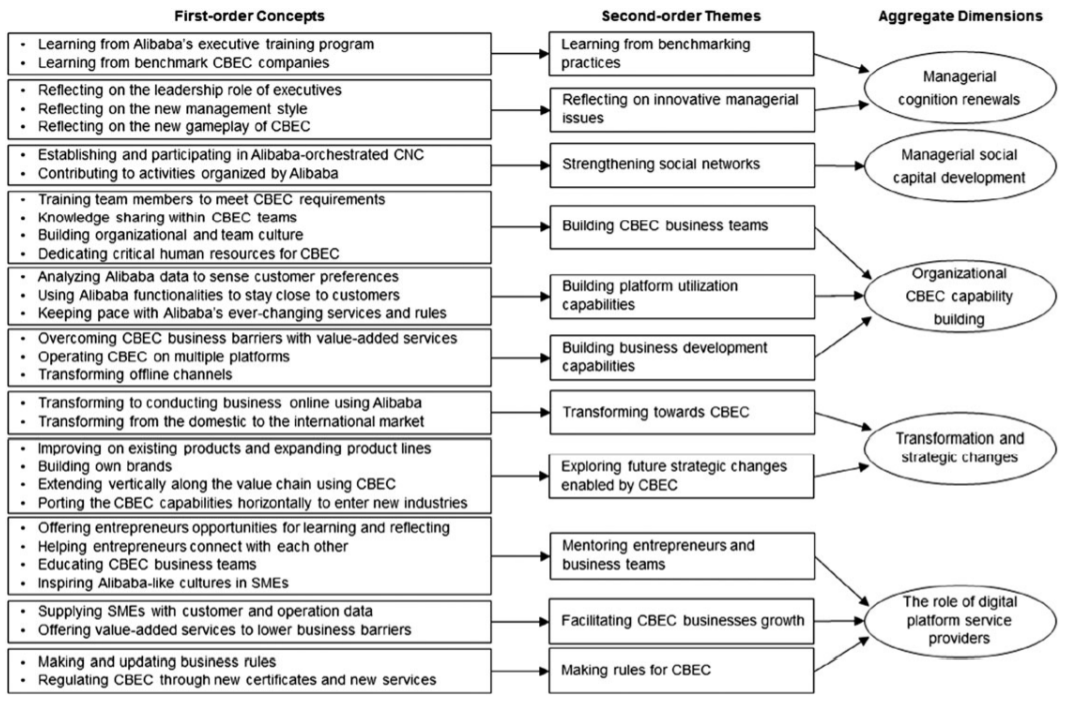 First-order Concepts
Second-order Themes
Aggregate Dimensions
• Learning from Alibaba's executive training program
• Learning from benchmark CBEC companies
Learning from benchmarking
practices
Managerial
cognition renewals
• Reflecting on the leadership role of executives
• Reflecting on the new management style
• Reflecting on the new gameplay of CBEC
Reflecting on innovative managerial
issues
• Establishing and participating in Alibaba-orchestrated CNC
• Contributing to activities organized by Alibaba
Strengthening social networks
Managerial social
capital development
• Training team members to meet CBEC requirements
• Knowledge sharing within CBEC teams
• Building organizational and team culture
• Dedicating critical human resources for CBEC
Building CBEC business teams
• Analyzing Alibaba data to sense customer preferences
• Using Alibaba functionalities to stay close to customers
• Keeping pace with Alibaba's ever-changing services and rules
Building platform utilization
capabilities
Organizational
CBEC capability
building
• Overcoming CBEC business barriers with value-added services
• Operating CBEC on multiple platforms
• Transforming offline channels
Building business development
capabilities
• Transforming to conducting business online using Alibaba
• Transforming from the domestic to the international market
Transforming towards CBEC
Transformation and
strategic changes
• Improving on existing products and expanding product lines
• Building own brands
• Extending vertically along the value chain using CBEC
• Porting the CBEC capabilities horizontally to enter new industries
Exploring future strategic changes
enabled by CBEC
• Offering entrepreneurs opportunities for learning and reflecting
• Helping entrepreneurs connect with each other
• Educating CBEC business teams
• Inspiring Alibaba-like cultures in SMEs
Mentoring entrepreneurs and
business teams
• Supplying SMEs with customer and operation data
• Offering value-added services to lower business barriers
Facilitating CBEC businesses growth
The role of digital
platform service
providers
• Making and updating business rules
• Regulating CBEC through new certificates and new services
Making rules for CBEC